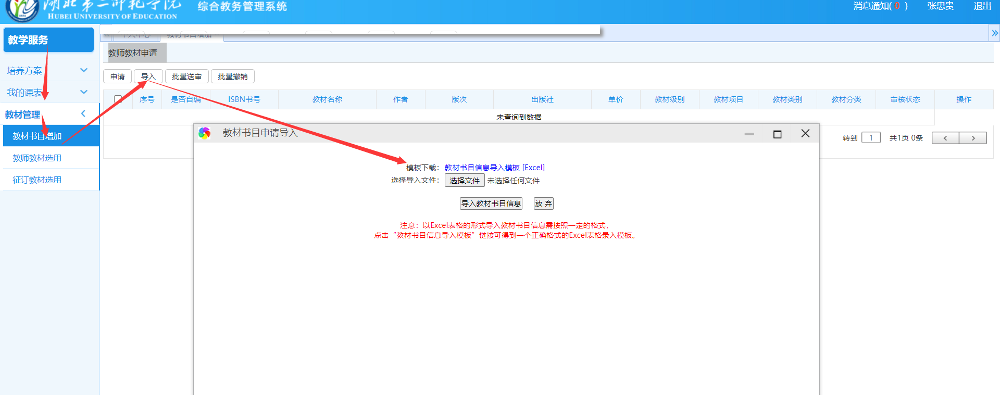 湖北第二师范学院
HUBEI UNIVERSITY OF EDUCATION
综合教务管理系统
消息通知( 0 )
张忠贵
退出
教学服务
培养方案
我的课表
教材管理
教材书目增加
教师教材选用
征订教材选用
个人中心
教材书目增加
教师教材申请
申请
导入
批量送审
批量撤销
序号 是否自编 ISBN书号 教材名称 作者 版次 出版社 单价 教材级别 教材项目 教材类别 教材分类 审核状态 操作
未查询到数据
转到 1 共1页 0条 < >
教材书目申请导入
模板下载： 教材书目信息导入模板 [Excel]
选择导入文件： 选择文件 未选择任何文件
导入教材书目信息 放 弃
注意：以Excel表格的形式导入教材书目信息需按照一定的格式，
点击“教材书目信息导入模板”链接可得到一个正确格式的Excel表格录入模板。